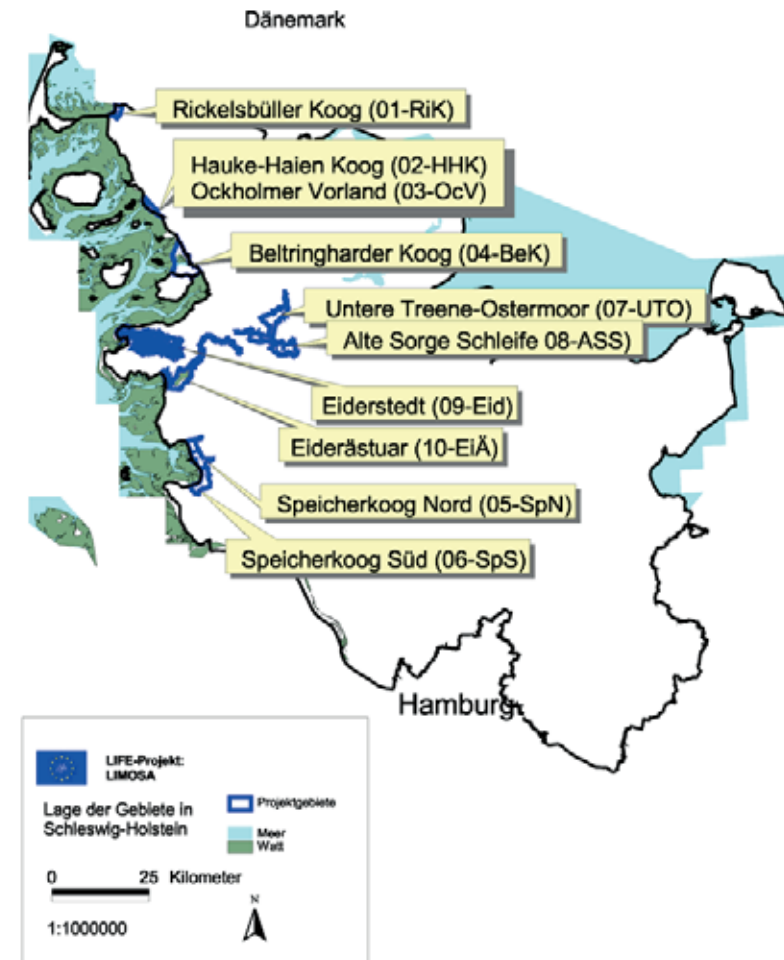 Dänemark
Rickelsbüller Koog (01-RiK)
Hauke-Haien Koog (02-HHK)
Ockholmer Vorland (03-OcV)
Beltringharder Koog (04-BeK)
Untere Treene-Ostermoor (07-UTO)
Alte Sorge Schleife 08-ASS)
Eiderstedt (09-Eid)
Eiderästuar (10-EiÄ)
Speicherkoog Nord (05-SpN)
Speicherkoog Süd (06-SpS)
Hamburg
LIFE-Projekt:
LIMOSA
Lage der Gebiete in
Schleswig-Holstein
Projektgebiete
Meer
Watt
0 25 Kilometer
1:1000000
N